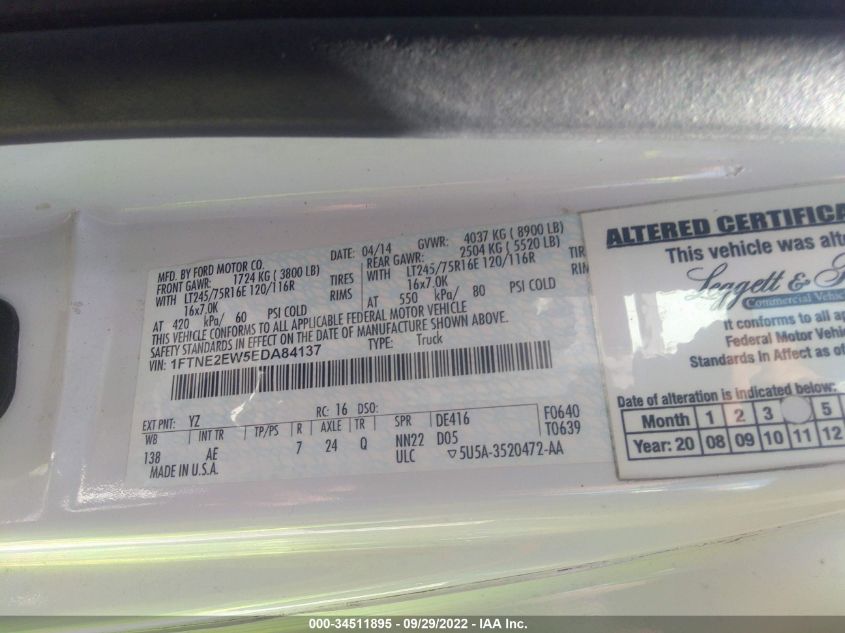 MFD. BY FORD MOTOR CO.
DATE: 04/14 GVWR: 4037 KG ( 8900 LB)
FRONT GAWR: 1724 KG ( 3800 LB)
REAR GAWR: 2504 KG ( 5520 LB)
WITH LT245/75R16E 120/116R TIRES
WITH LT245/75R16E 120/116R TIR
16x7.0K RIMS
16x7.0K RIM
AT 420 kPa/ 60 PSI COLD
AT 550 kPa/ 80 PSI COLD
THIS VEHICLE CONFORMS TO ALL APPLICABLE FEDERAL MOTOR VEHICLE
SAFETY STANDARDS IN EFFECT ON THE DATE OF MANUFACTURE SHOWN ABOVE.
VIN: 1FTNE2EW5EDA84137
TYPE: Truck
EXT PNT: YZ RC: 16 DSO:
WB INT TR TP/PS R AXLE TR SPR DE416 F0640
138 AE 7 24 Q NN22 D05 T0639
MADE IN U.S.A. ULC ▽5U5A-3520472-AA
ALTERED CERTIFICA
This vehicle was alte
Leggett &
Commercial Vehic
It conforms to all ap
Federal Motor Vehic
Standards In Affect as of
Date of alteration is indicated below:
Month 1 2 3 5
Year: 20 08 09 10 11 12
000-34511895 - 09/29/2022 - IAA Inc.